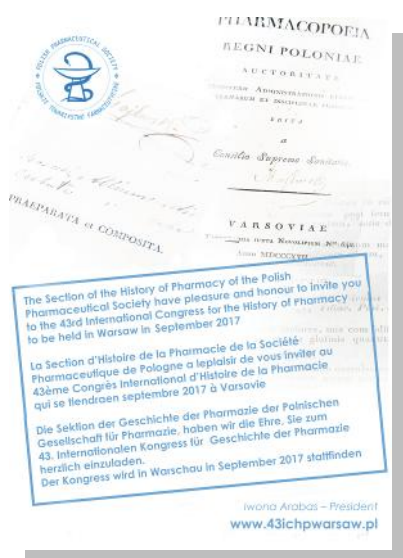 POLISH PHARMACEUTICAL SOCIETY
POLSKIE TOWARZYSTWO FARMACEUTYCZNE
PHARMACOPOEIA
REGNI POLONIAE
AUCTORITATE
EDITA
a
Consilio Supremo Sanitatis
VARSOVIAE
PRAEPARATA et COMPOSITA.
The Section of the History of Pharmacy of the Polish
Pharmaceutical Society have pleasure and honour to invite you
to the 43rd International Congress for the History of Pharmacy
to be held in Warsaw in September 2017
La Section d'Histoire de la Pharmacie de la Société
Pharmaceutique de Pologne a leplaisir de vous inviter au
43ème Congrès International d'Histoire de la Pharmacie
qui se tiendraen septembre 2017 à Varsovie
Die Sektion der Geschichte der Pharmazie der Polnischen
Gesellschaft für Pharmazie, haben wir die Ehre, Sie zum
43. Internationalen Kongress für Geschichte der Pharmazie
herzlich einzuladen.
Der Kongress wird in Warschau in September 2017 stattfinden
Iwona Arabas – President
www.43ichpwarsaw.pl